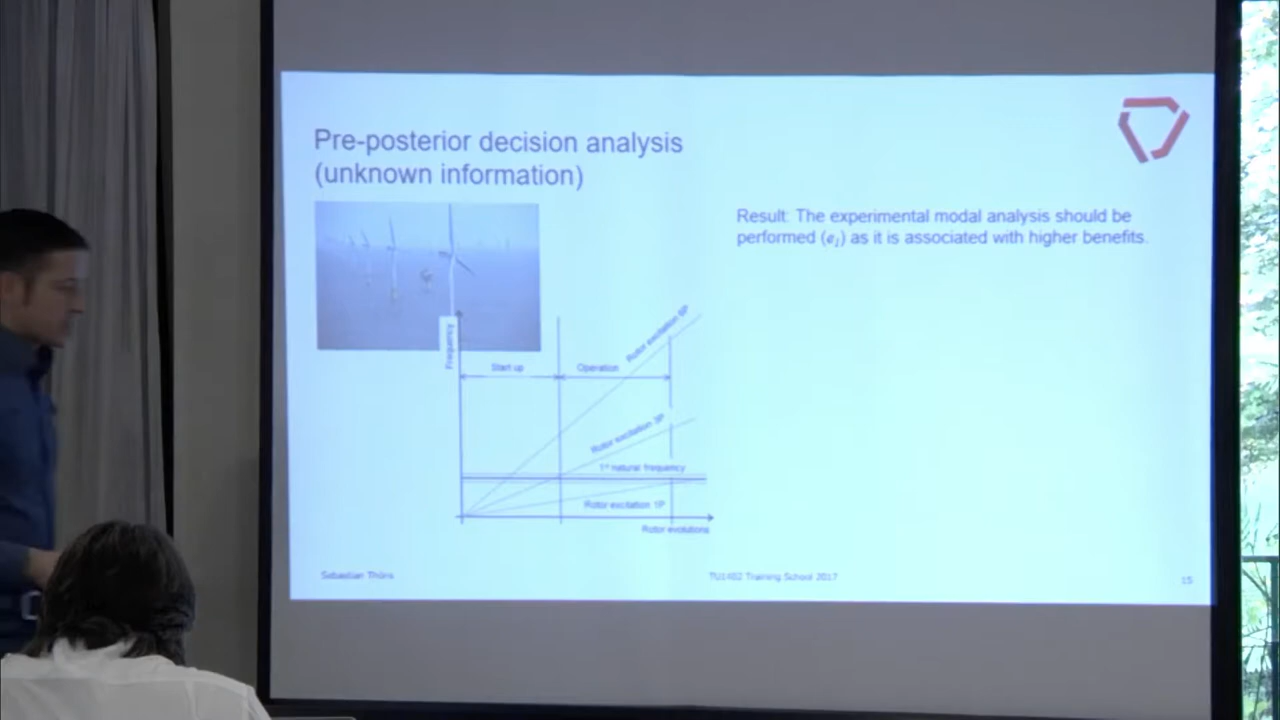 Pre-posterior decision analysis
(unknown information)
Result: The experimental modal analysis should be
performed (e₁) as it is associated with higher benefits.
Frequency
Start up
Operation
Rotor excitation 6P
Rotor excitation 3P
1st natural frequency
Rotor excitation 1P
Rotor evolutions
Sebastian Thöns
TU1402 Training School 2017
15